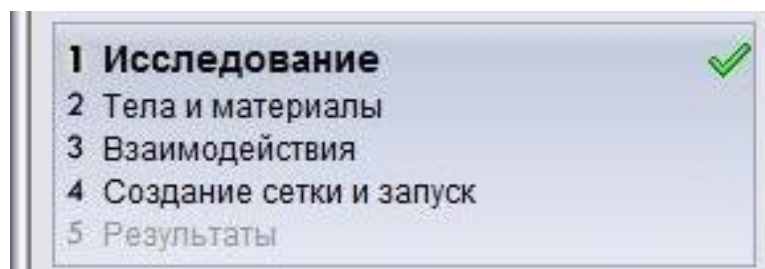 1 Исследование
2 Тела и материалы
3 Взаимодействия
4 Создание сетки и запуск
5 Результаты